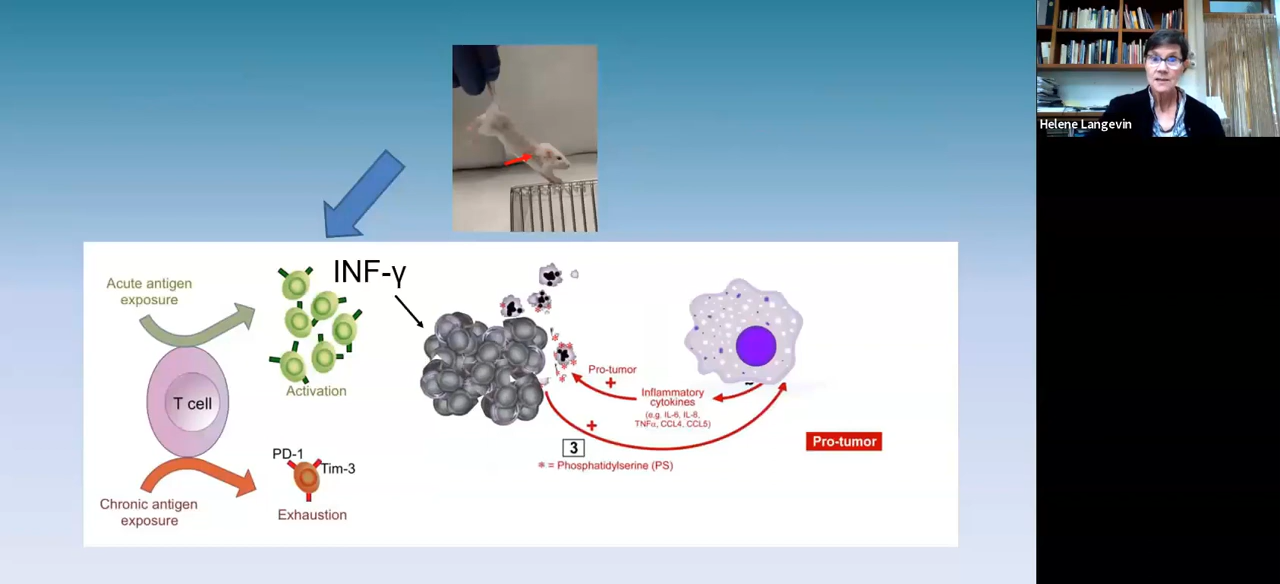 Helene Langevin
INF-γ
Acute antigen
exposure
Activation
T cell
PD-1
Tim-3
Chronic antigen
exposure
Exhaustion
Pro-tumor
+
Inflammatory
cytokines
(e.g. IL-6, IL-8,
TNFα, CCL4, CCL5)
+
3
* = Phosphatidylserine (PS)
Pro-tumor